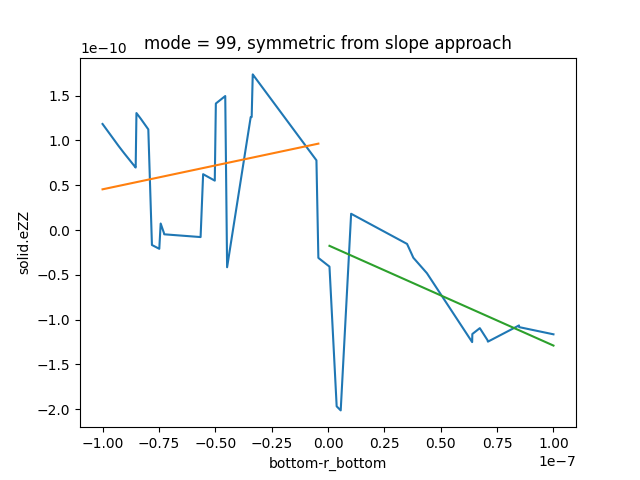 mode = 99, symmetric from slope approach
1e−10
1.5
1.0
0.5
0.0
−0.5
−1.0
−1.5
−2.0
solid.eZZ
−1.00 −0.75 −0.50 −0.25 0.00 0.25 0.50 0.75 1.00
bottom-r_bottom
1e−7